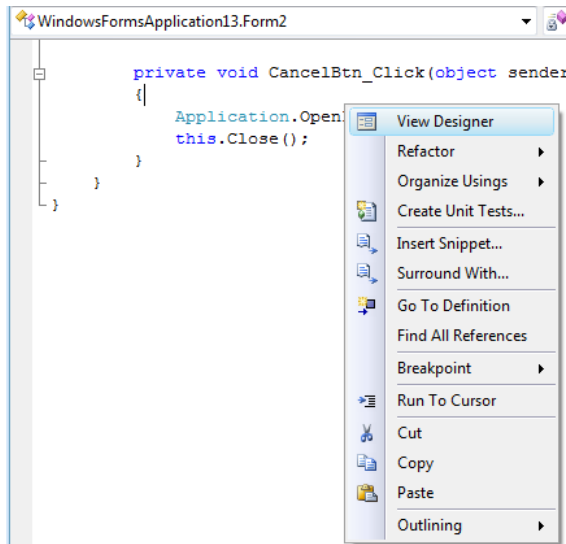 WindowsFormsApplication13.Form2
private void CancelBtn_Click(object sender
{
Application.Open
this.Close();
}
}
}
View Designer
Refactor
Organize Usings
Create Unit Tests...
Insert Snippet...
Surround With...
Go To Definition
Find All References
Breakpoint
Run To Cursor
Cut
Copy
Paste
Outlining